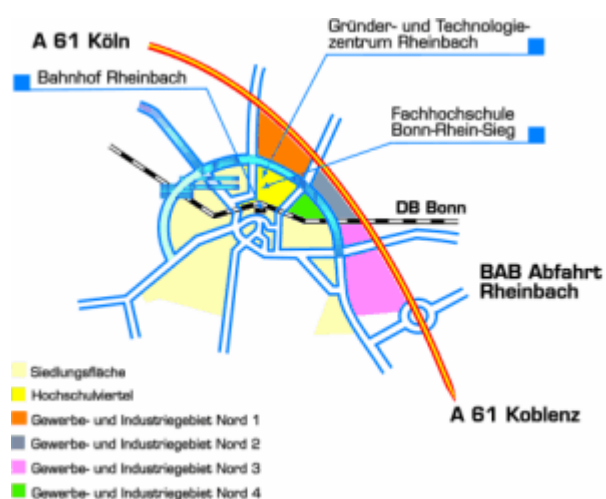 Gründer- und Technologie-
zentrum Rheinbach
A 61 Köln
Bahnhof Rheinbach
Fachhochschule
Bonn-Rhein-Sieg
DB Bonn
BAB Abfahrt
Rheinbach
Siedlungsfläche
Hochschulviertel
Gewerbe- und Industriegebiet Nord 1
A 61 Koblenz
Gewerbe- und Industriegebiet Nord 2
Gewerbe- und Industriegebiet Nord 3
Gewerbe- und Industriegebiet Nord 4